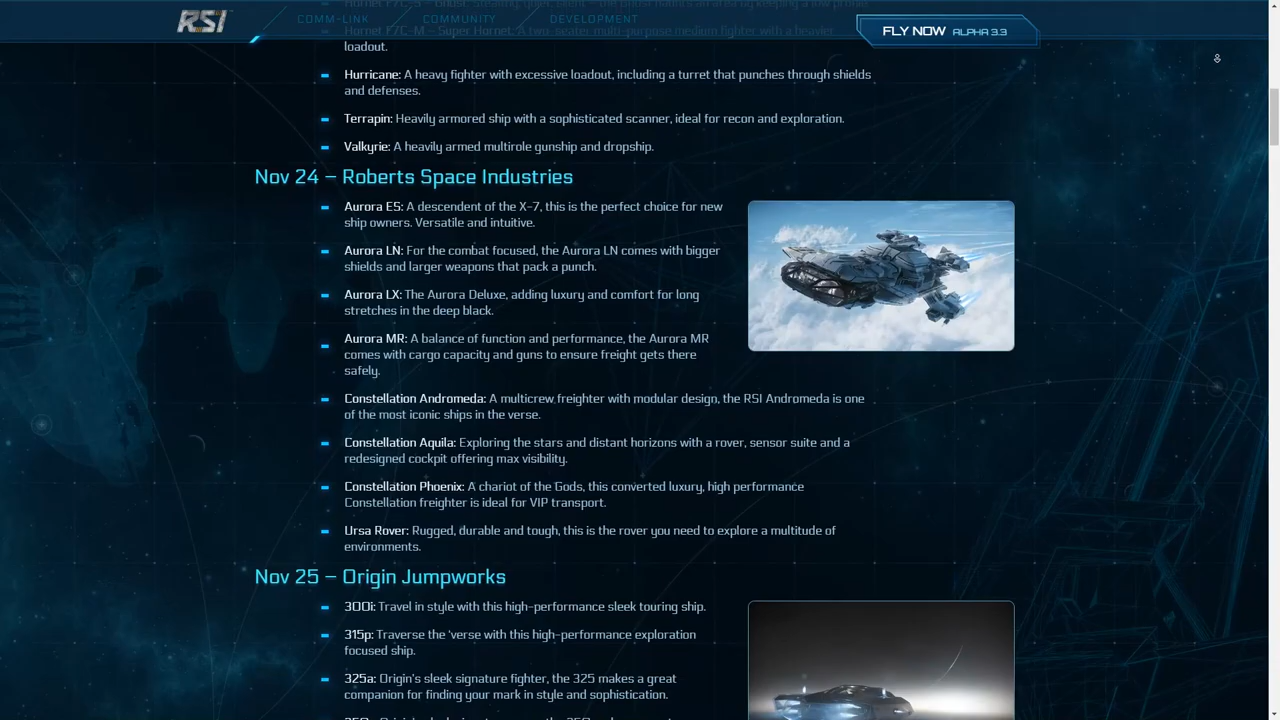 RSI
COMM-LINK
COMMUNITY
DEVELOPMENT
FLY NOW ALPHA 3.3
Hornet F7C-M – Super Hornet: A two-seater multi-purpose medium fighter with a heavier
loadout.
Hurricane: A heavy fighter with excessive loadout, including a turret that punches through shields
and defenses.
Terrapin: Heavily armored ship with a sophisticated scanner, ideal for recon and exploration.
Valkyrie: A heavily armed multirole gunship and dropship.
Nov 24 – Roberts Space Industries
Aurora ES: A descendent of the X-7, this is the perfect choice for new
ship owners. Versatile and intuitive.
Aurora LN: For the combat focused, the Aurora LN comes with bigger
shields and larger weapons that pack a punch.
Aurora LX: The Aurora Deluxe, adding luxury and comfort for long
stretches in the deep black.
Aurora MR: A balance of function and performance, the Aurora MR
comes with cargo capacity and guns to ensure freight gets there
safely.
Constellation Andromeda: A multicrew freighter with modular design, the RSI Andromeda is one
of the most iconic ships in the verse.
Constellation Aquila: Exploring the stars and distant horizons with a rover, sensor suite and a
redesigned cockpit offering max visibility.
Constellation Phoenix: A chariot of the Gods, this converted luxury, high performance
Constellation freighter is ideal for VIP transport.
Ursa Rover: Rugged, durable and tough, this is the rover you need to explore a multitude of
environments.
Nov 25 – Origin Jumpworks
300i: Travel in style with this high-performance sleek touring ship.
315p: Traverse the 'verse with this high-performance exploration
focused ship.
325a: Origin's sleek signature fighter, the 325 makes a great
companion for finding your mark in style and sophistication.